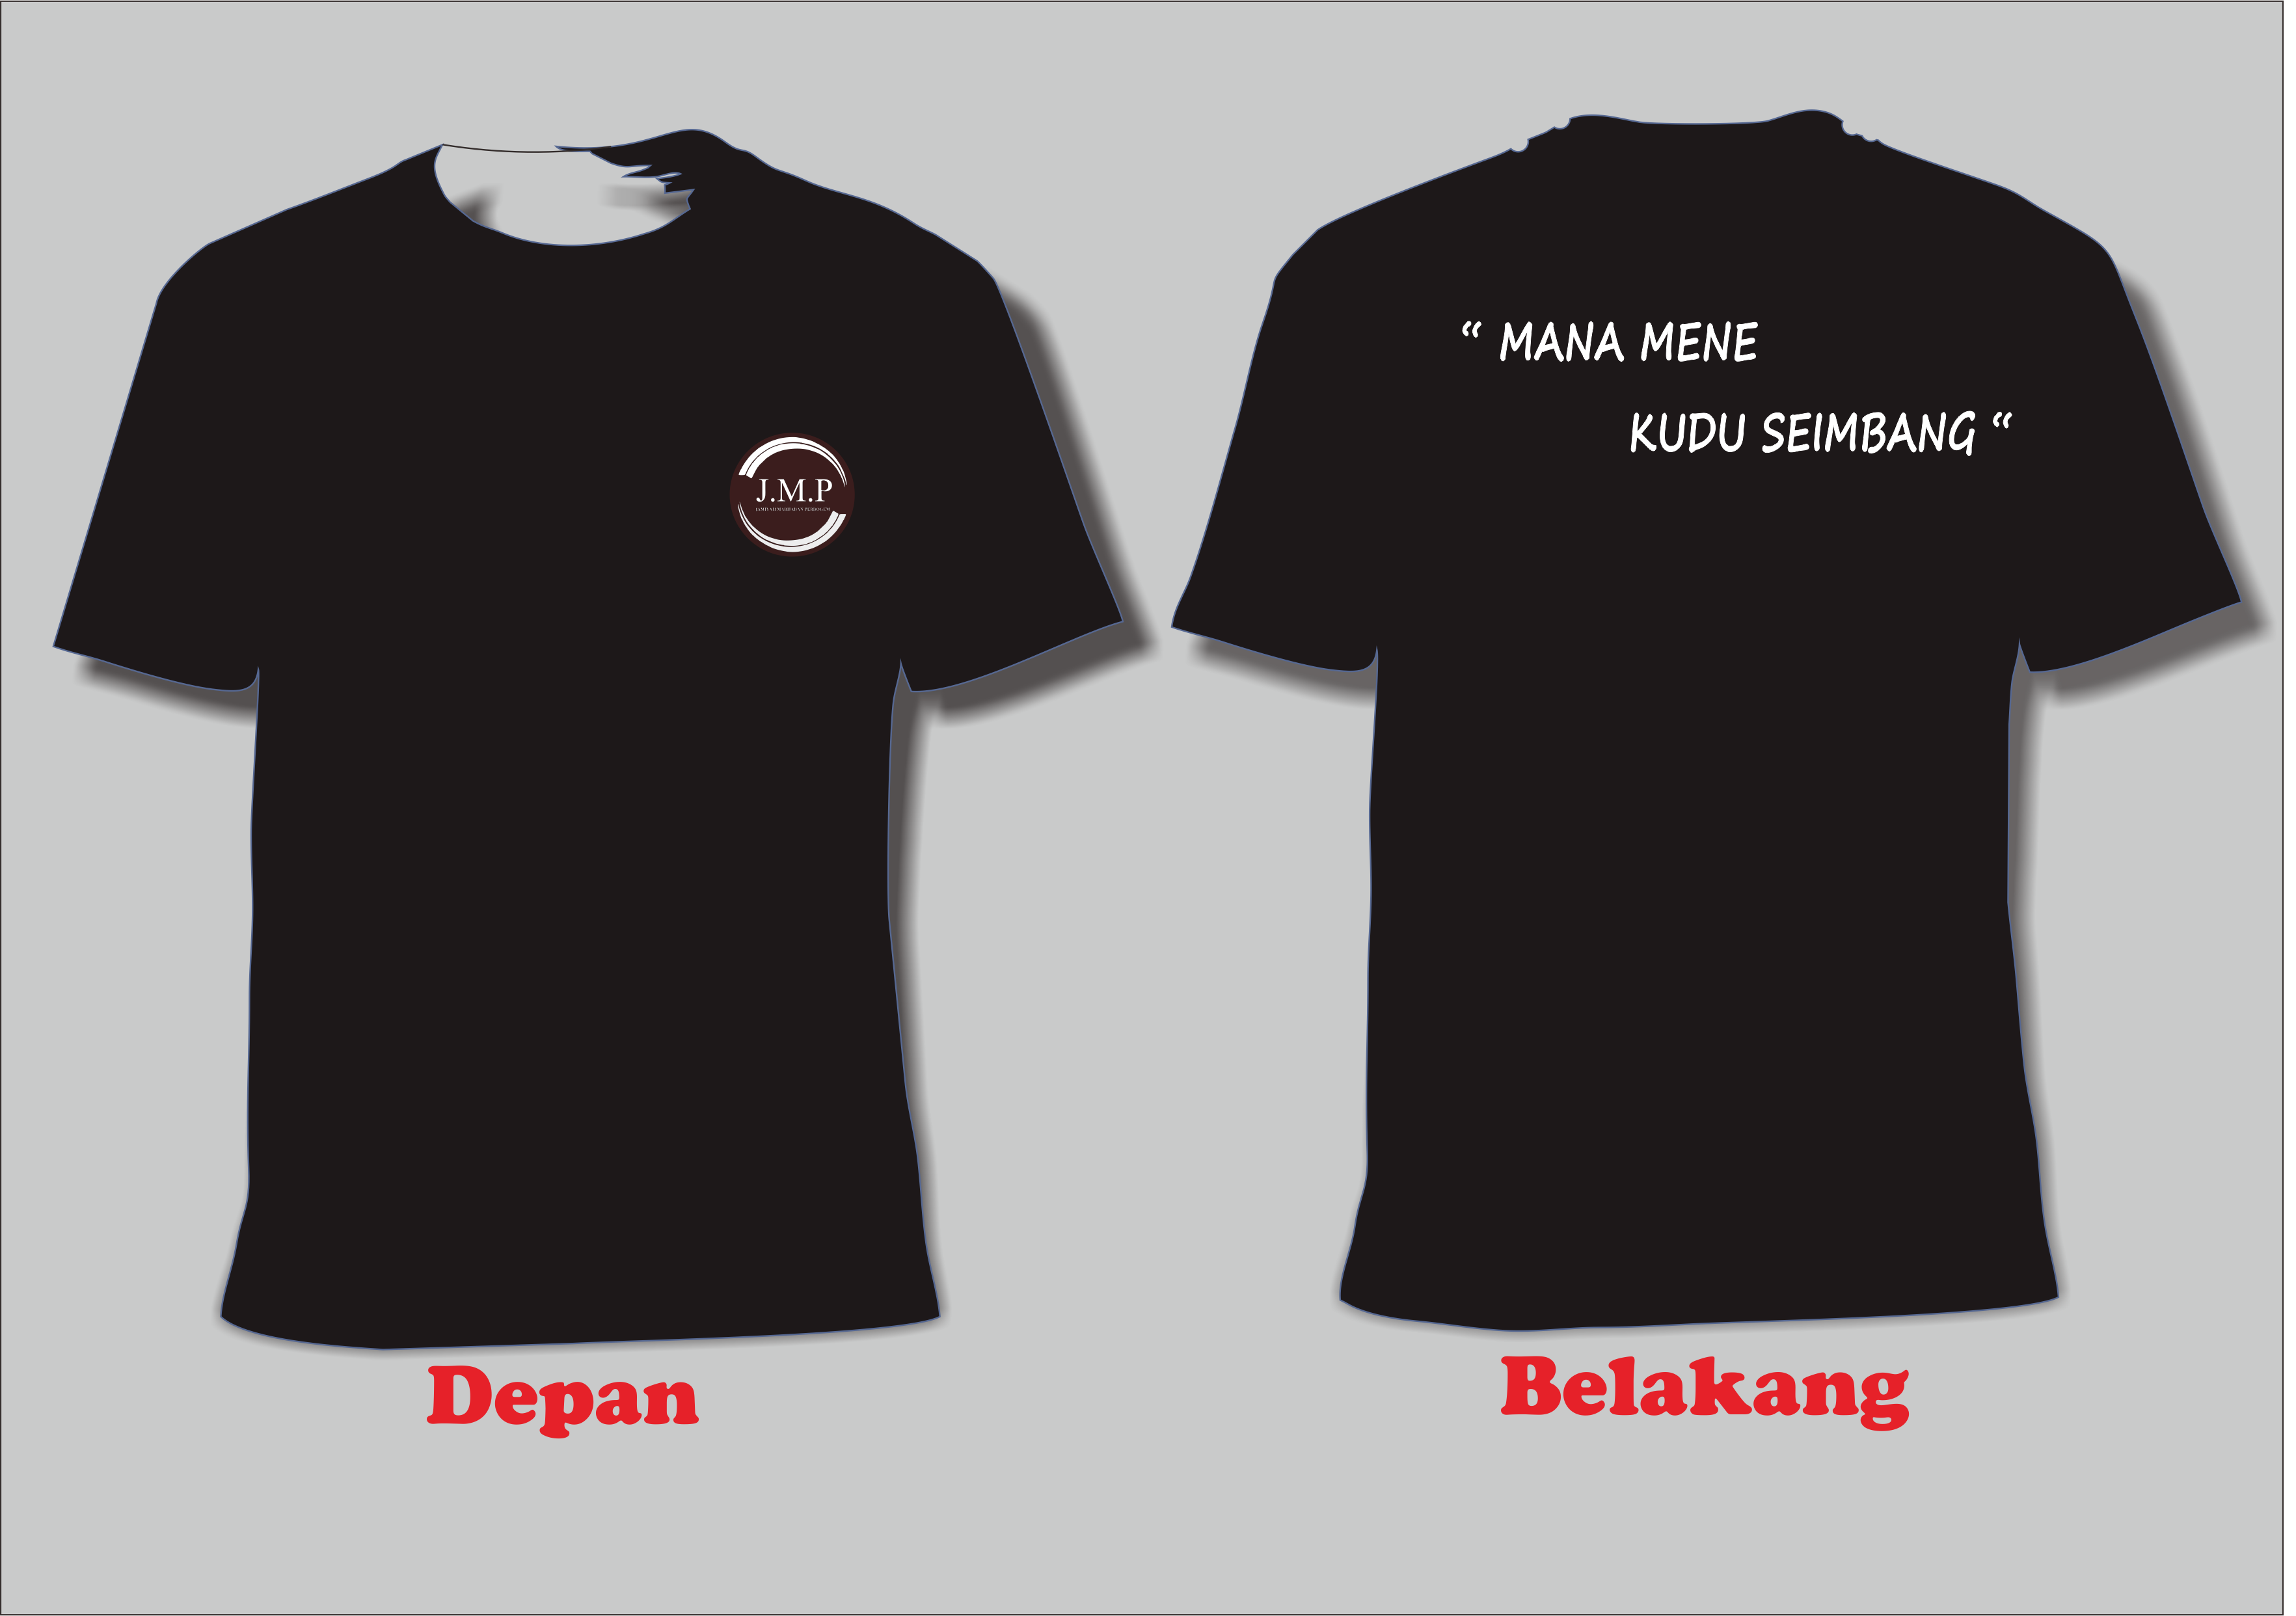 J.M.P
“ MANA MENE
KUDU SEIMBANG “
Depan
Belakang